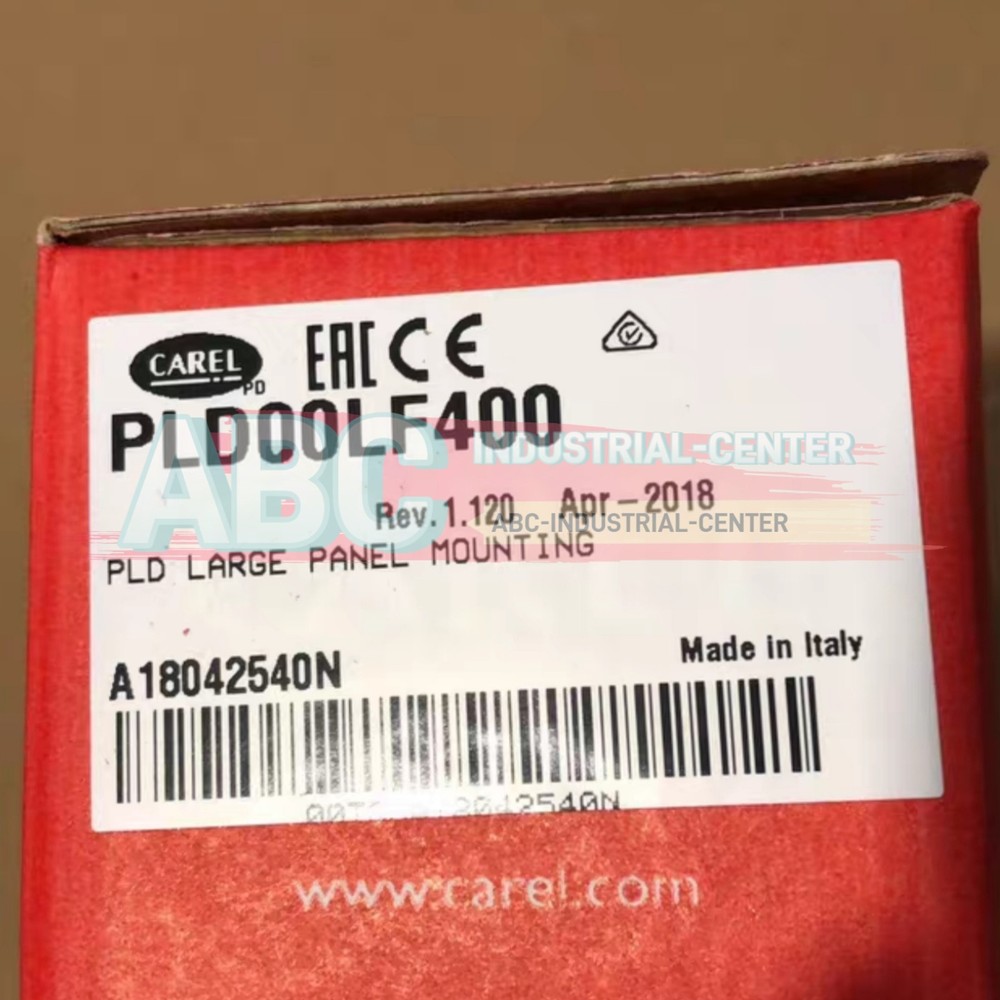 CAREL
PD
EAC CE
PLD00LF400
Rev. 1.120 Apr-2018
PLD LARGE PANEL MOUNTING
A18042540N
Made in Italy
www.carel.com
ABC INDUSTRIAL-CENTER
ABC-INDUSTRIAL-CENTER